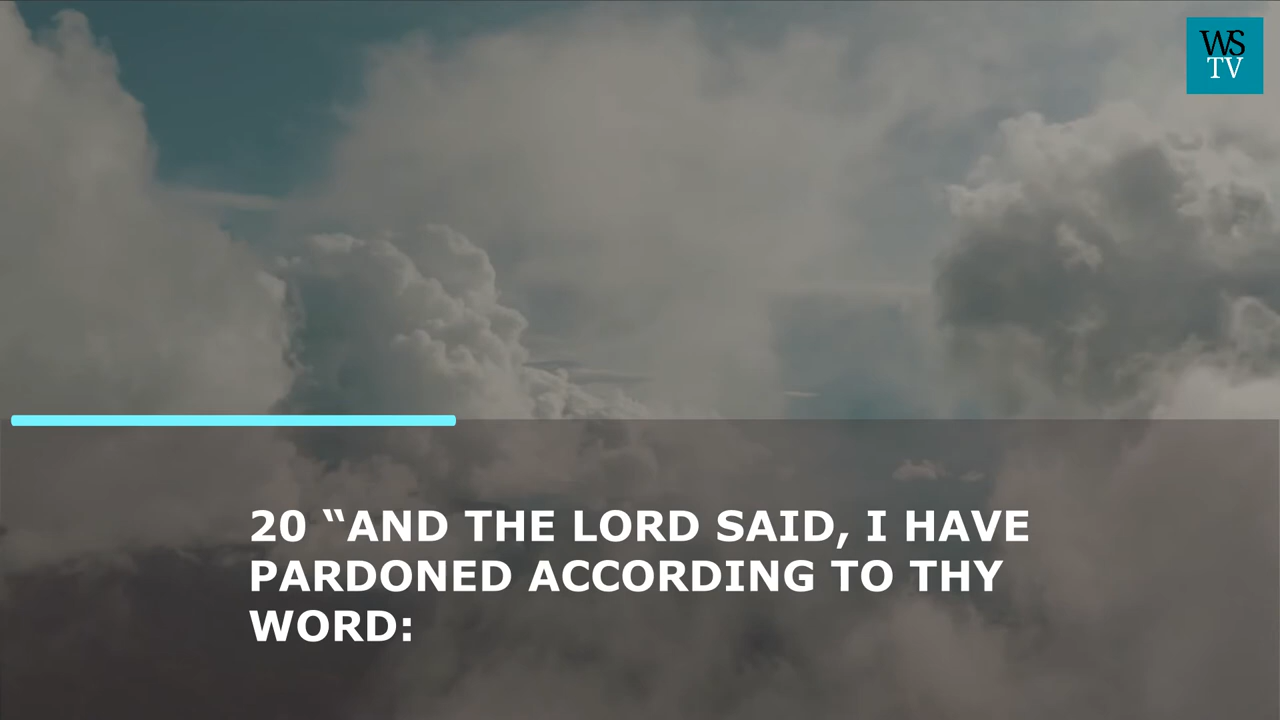 WS
TV
20 “AND THE LORD SAID, I HAVE
PARDONED ACCORDING TO THY
WORD: